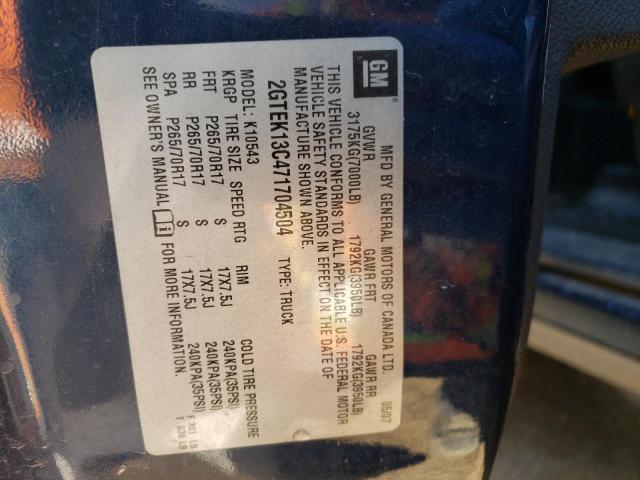 GM®
MFD BY GENERAL MOTORS OF CANADA LTD.
05/07
GVWR GAWR FRT GAWR RR
3175KG(7000LB) 1792KG(3950LB) 1792KG(3950LB)
THIS VEHICLE CONFORMS TO ALL APPLICABLE U.S. FEDERAL MOTOR
VEHICLE SAFETY STANDARDS IN EFFECT ON THE DATE OF
MANUFACTURE SHOWN ABOVE.
2GTEK13C471704504 TYPE: TRUCK
MODEL: K10543
KRGP TIRE SIZE SPEED RTG RIM COLD TIRE PRESSURE
FRT P265/70R17 S 17X7.5J 240KPA(35PSI)
RR P265/70R17 S 17X7.5J 240KPA(35PSI)
SPA P265/70R17 S 17X7.5J 240KPA(35PSI)
SEE OWNER'S MANUAL FOR MORE INFORMATION.